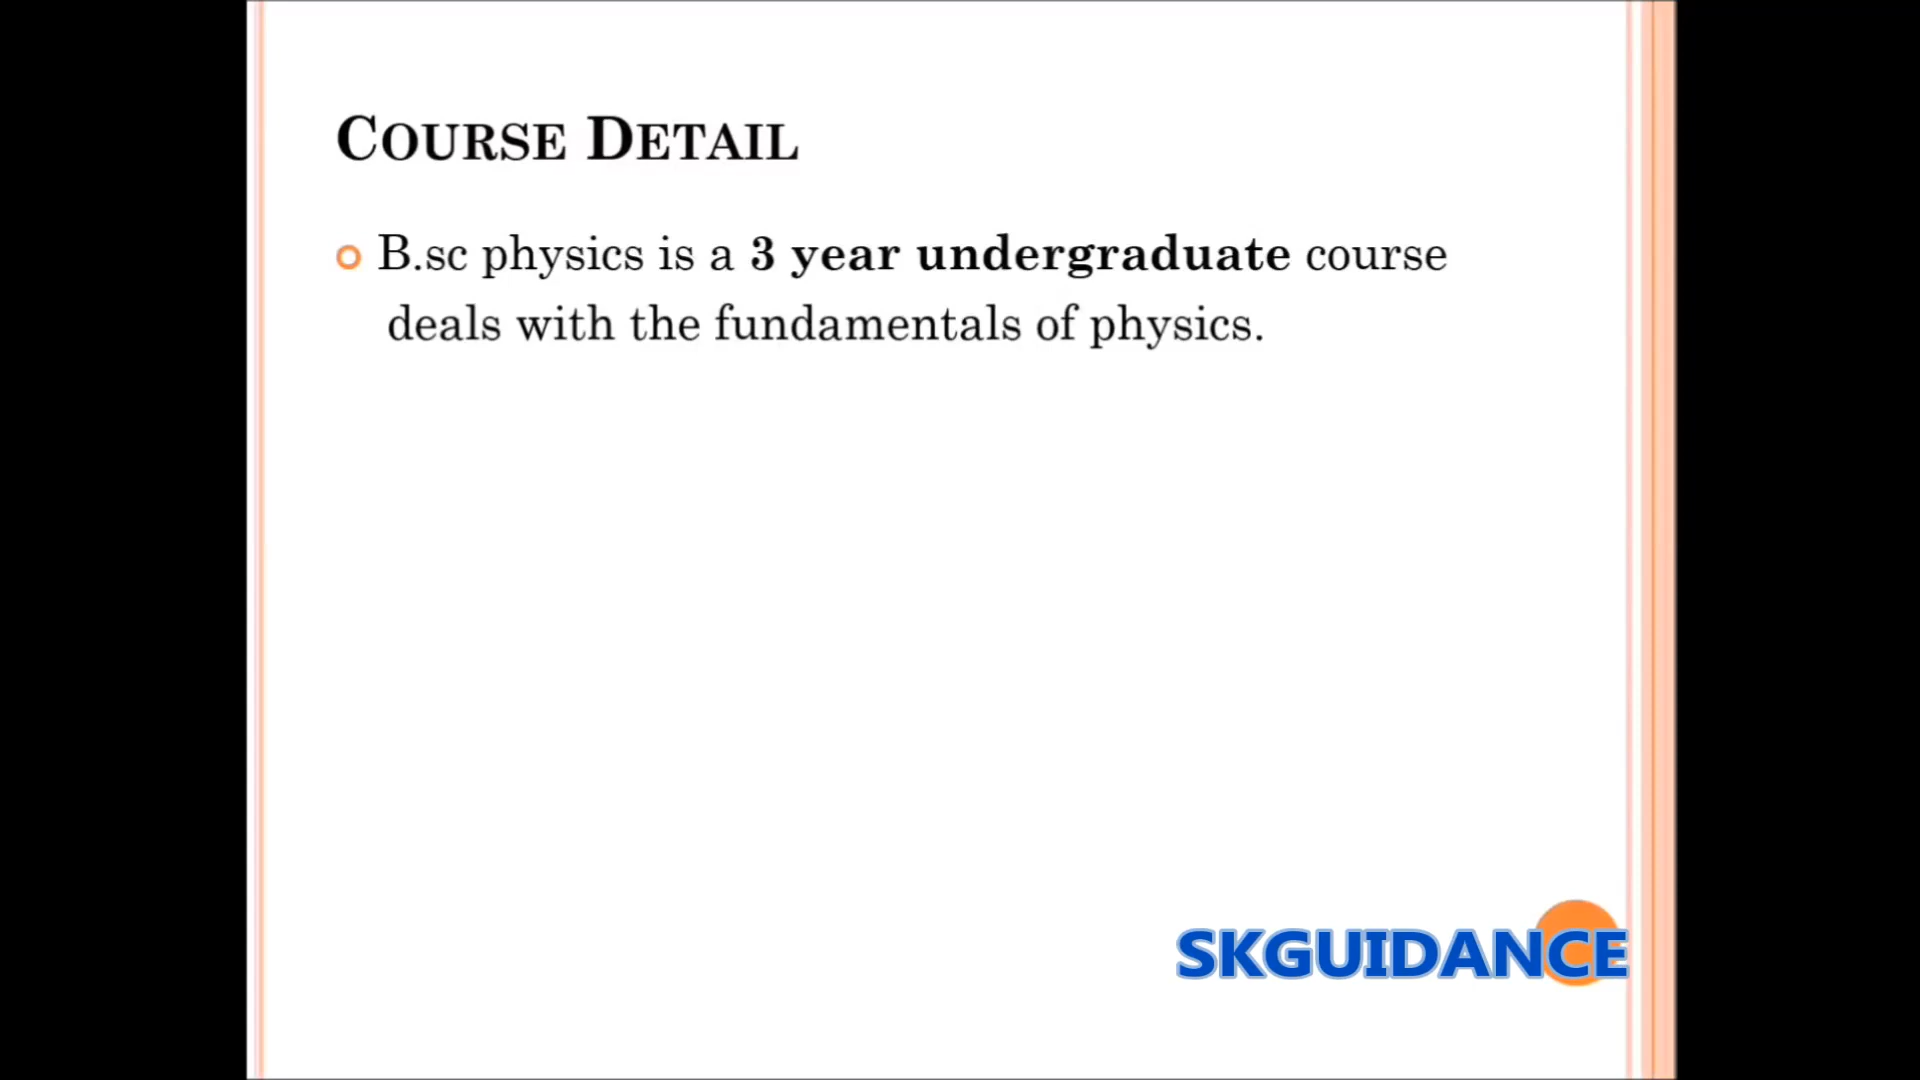 COURSE DETAIL
B.sc physics is a 3 year undergraduate course
deals with the fundamentals of physics.
SKGUIDANCE